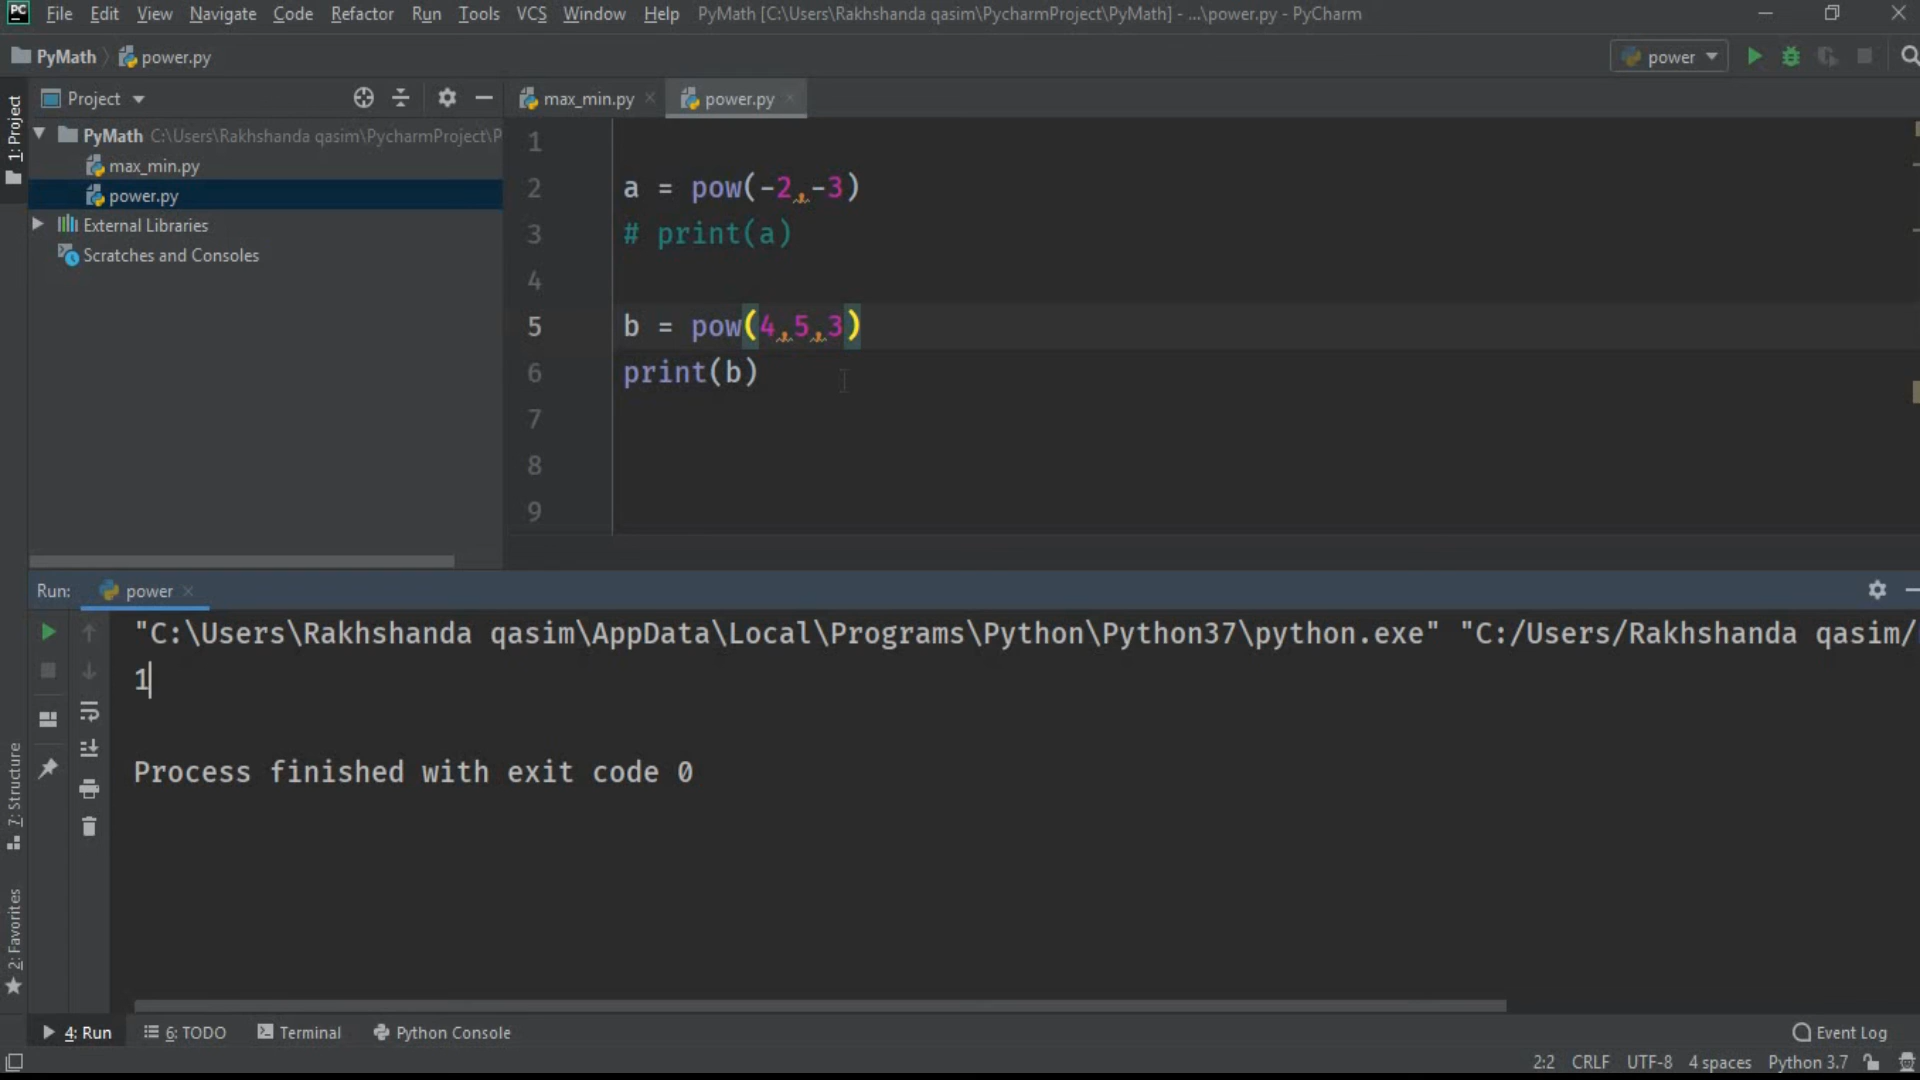 PC File Edit View Navigate Code Refactor Run Tools VCS Window Help PyMath [C:\Users\Rakhshanda qasim\PycharmProject\PyMath] - ...\power.py - PyCharm
PyMath power.py power
Project max_min.py power.py
1: Project
PyMath C:\Users\Rakhshanda qasim\PycharmProject\P
max_min.py
power.py
External Libraries
Scratches and Consoles
1
2 a = pow(-2,-3)
3 # print(a)
4
5 b = pow(4,5,3)
6 print(b)
7
8
9
Run: power
"C:\Users\Rakhshanda qasim\AppData\Local\Programs\Python\Python37\python.exe" "C:/Users/Rakhshanda qasim/
1
Process finished with exit code 0
7: Structure
2: Favorites
4: Run 6: TODO Terminal Python Console Event Log
2:2 CRLF UTF-8 4 spaces Python 3.7